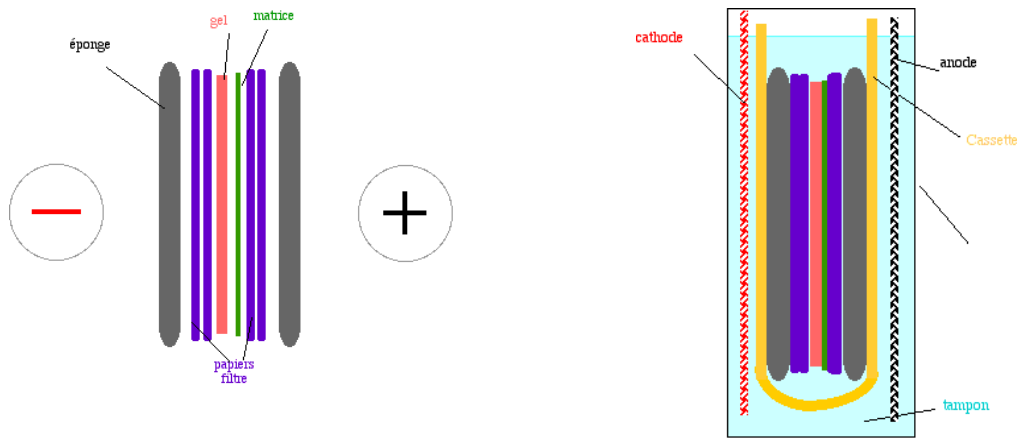 gel
matrice
éponge
papiers
filtre
cathode
anode
Cassette
tampon